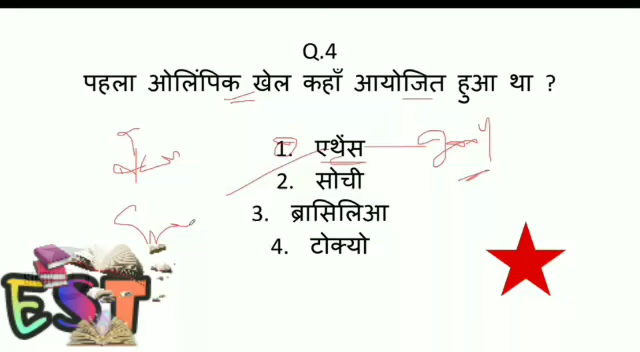 Q.4
पहला ओलिंपिक खेल कहाँ आयोजित हुआ था ?
1. एथेंस
2. सोची
3. ब्रासिलिआ
4. टोक्यो
EST